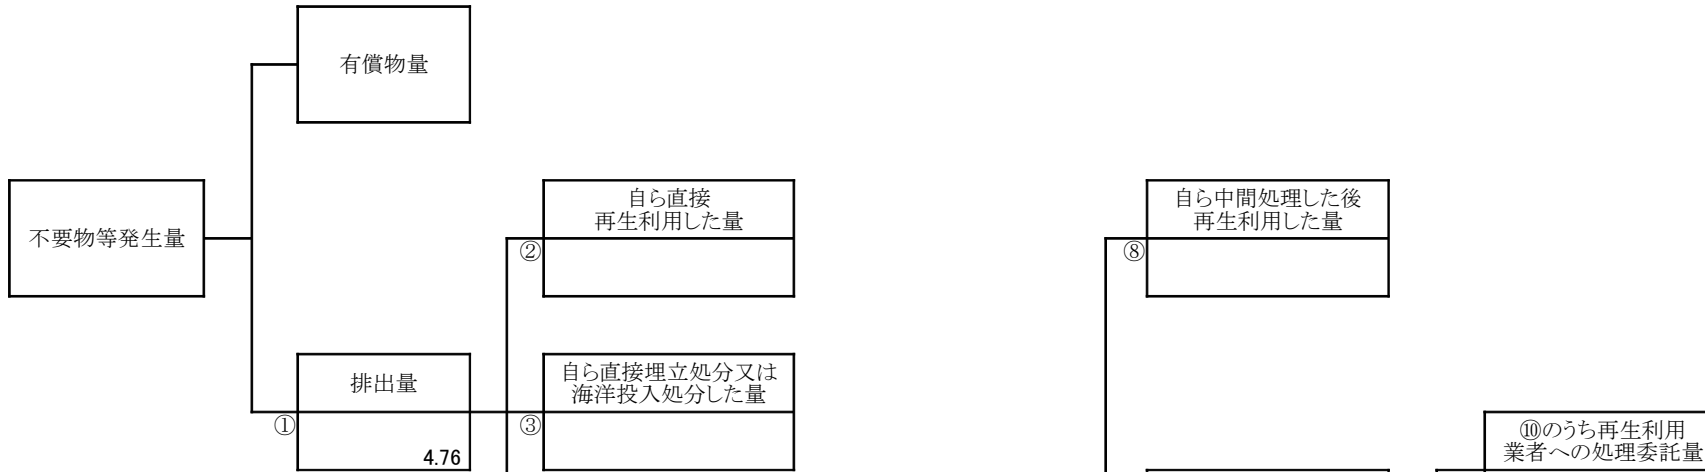 有償物量
不要物等発生量
自ら直接
再生利用した量
②
自ら中間処理した後
再生利用した量
⑧
排出量
①
4.76
自ら直接埋立処分又は
海洋投入処分した量
③
⑩のうち再生利用
業者への処理委託量